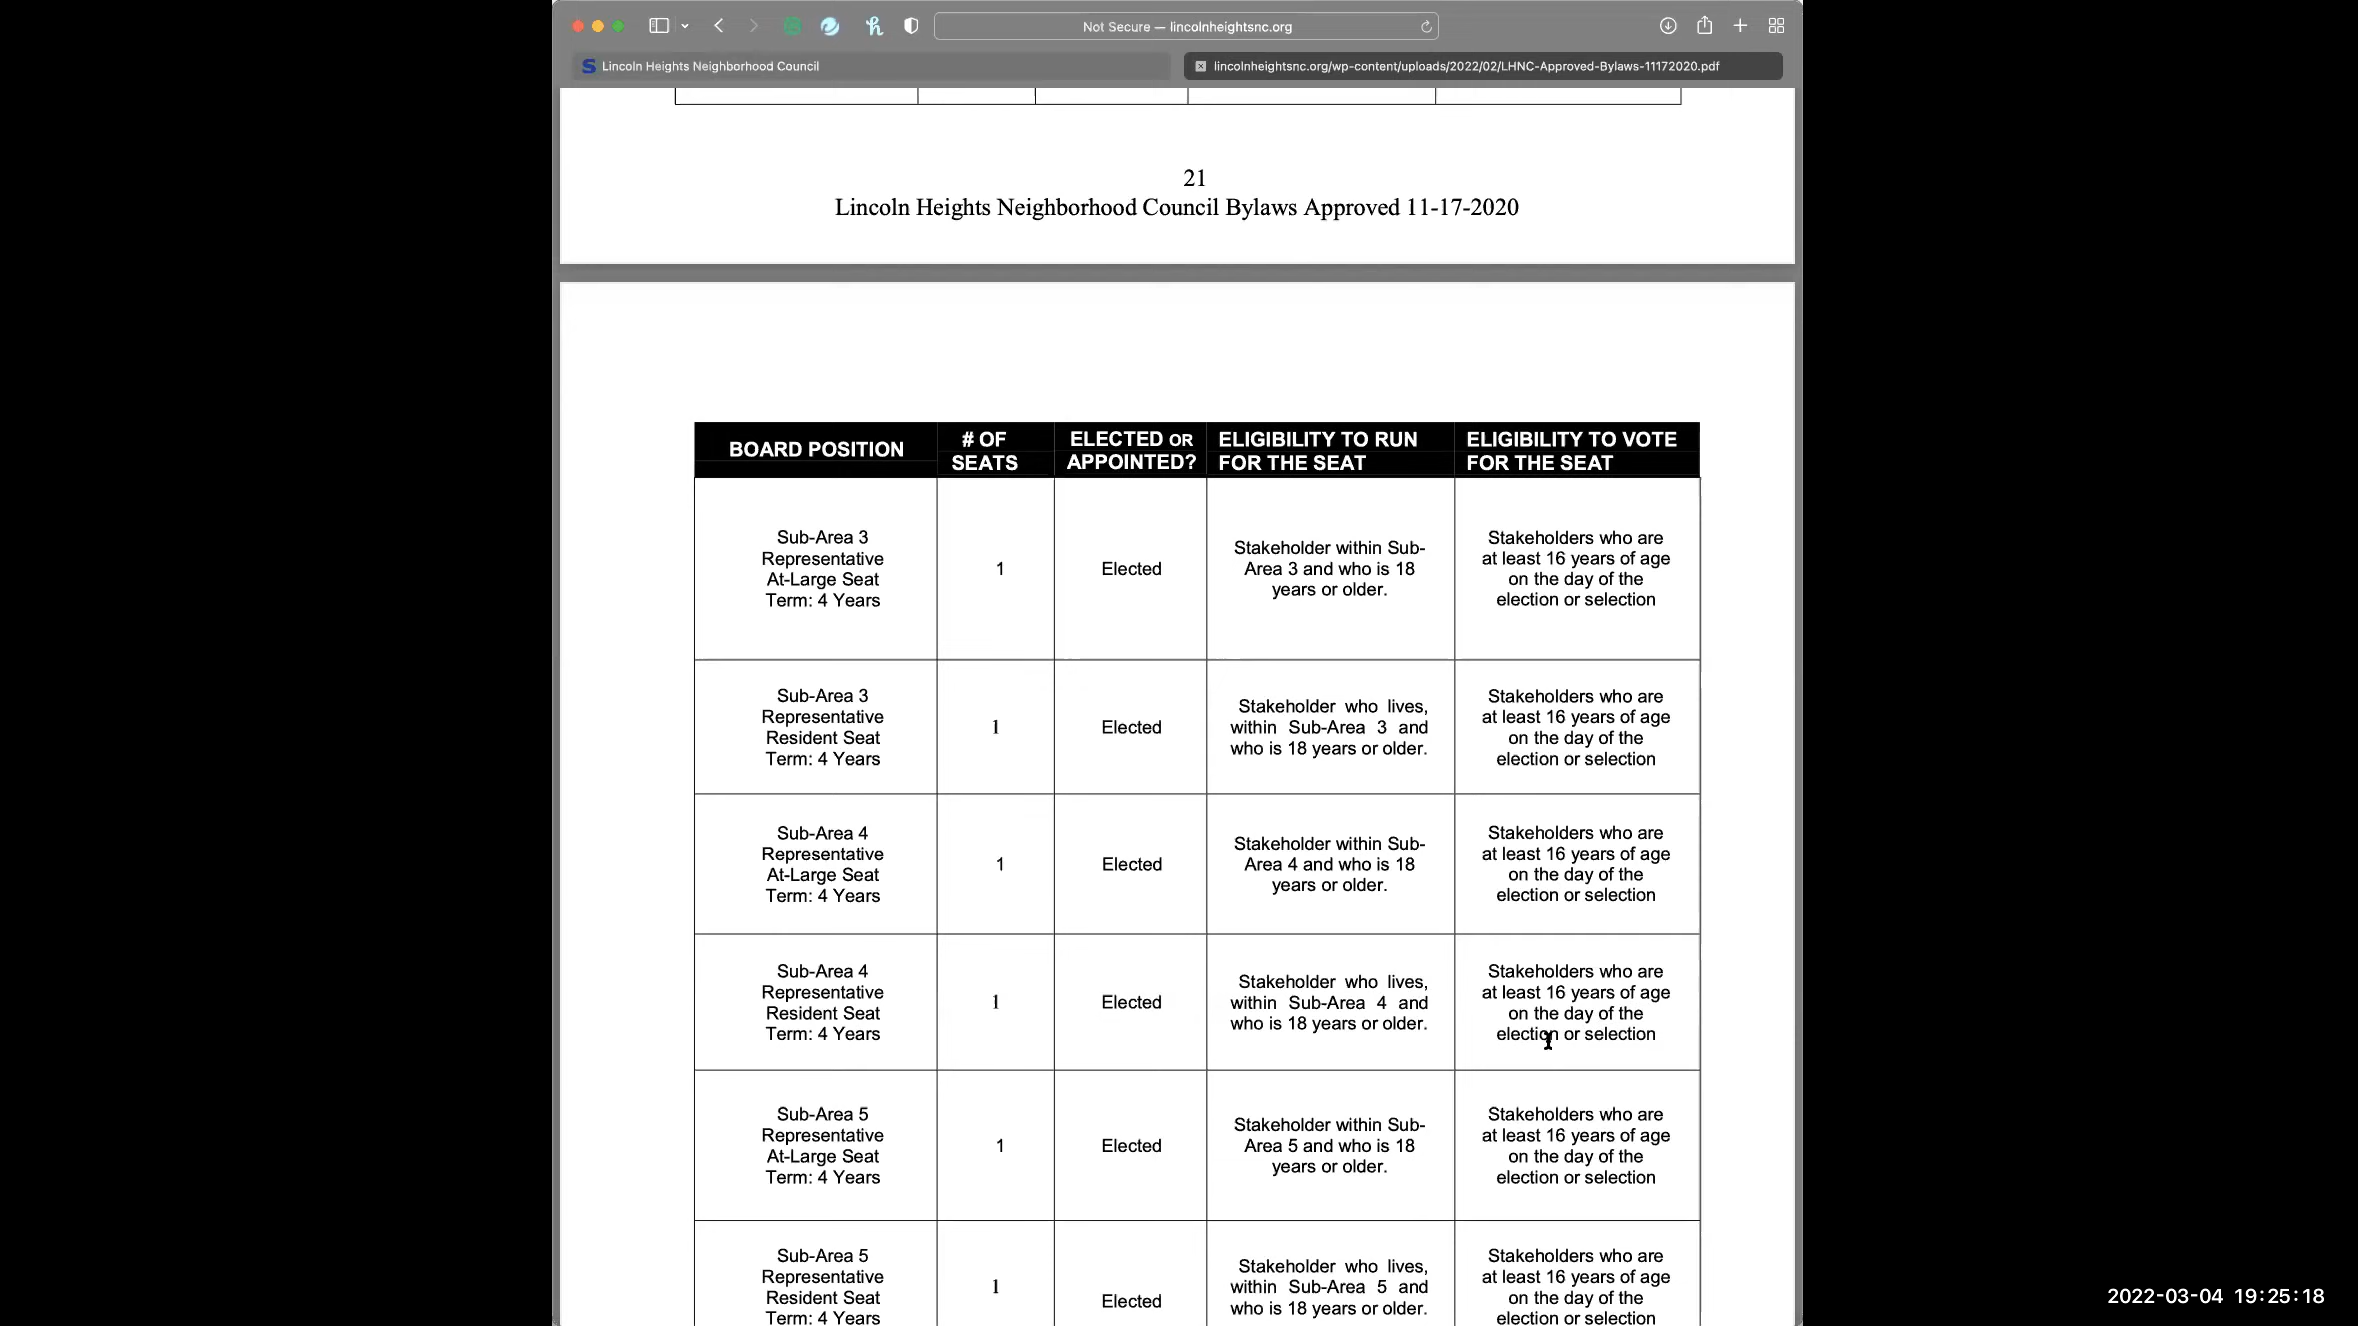 Not Secure — lincolnheightsnc.org
Lincoln Heights Neighborhood Council
lincolnheightsnc.org/wp-content/uploads/2022/02/LHNC-Approved-Bylaws-11172020.pdf
21
Lincoln Heights Neighborhood Council Bylaws Approved 11-17-2020
BOARD POSITION
# OF
SEATS
ELECTED OR
APPOINTED?
ELIGIBILITY TO RUN
FOR THE SEAT
ELIGIBILITY TO VOTE
FOR THE SEAT
Sub-Area 3
Representative
At-Large Seat
Term: 4 Years
1
Elected
Stakeholder within Sub-
Area 3 and who is 18
years or older.
Stakeholders who are
at least 16 years of age
on the day of the
election or selection
Sub-Area 3
Representative
Resident Seat
Term: 4 Years
1
Elected
Stakeholder who lives,
within Sub-Area 3 and
who is 18 years or older.
Stakeholders who are
at least 16 years of age
on the day of the
election or selection
Sub-Area 4
Representative
At-Large Seat
Term: 4 Years
1
Elected
Stakeholder within Sub-
Area 4 and who is 18
years or older.
Stakeholders who are
at least 16 years of age
on the day of the
election or selection
Sub-Area 4
Representative
Resident Seat
Term: 4 Years
1
Elected
Stakeholder who lives,
within Sub-Area 4 and
who is 18 years or older.
Stakeholders who are
at least 16 years of age
on the day of the
election or selection
Sub-Area 5
Representative
At-Large Seat
Term: 4 Years
1
Elected
Stakeholder within Sub-
Area 5 and who is 18
years or older.
Stakeholders who are
at least 16 years of age
on the day of the
election or selection
Sub-Area 5
Representative
Resident Seat
Term: 4 Years
1
Elected
Stakeholder who lives,
within Sub-Area 5 and
who is 18 years or older.
Stakeholders who are
at least 16 years of age
on the day of the
election or selection
2022-03-04 19:25:18